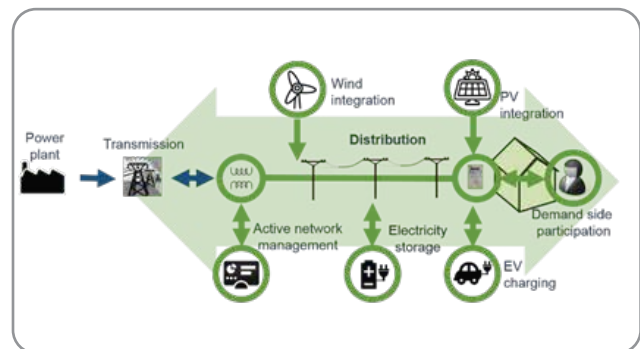 Wind
integration
PV
integration
Power
plant
Transmission
Distribution
Active network
management
Electricity
storage
Demand side
participation
EV
charging